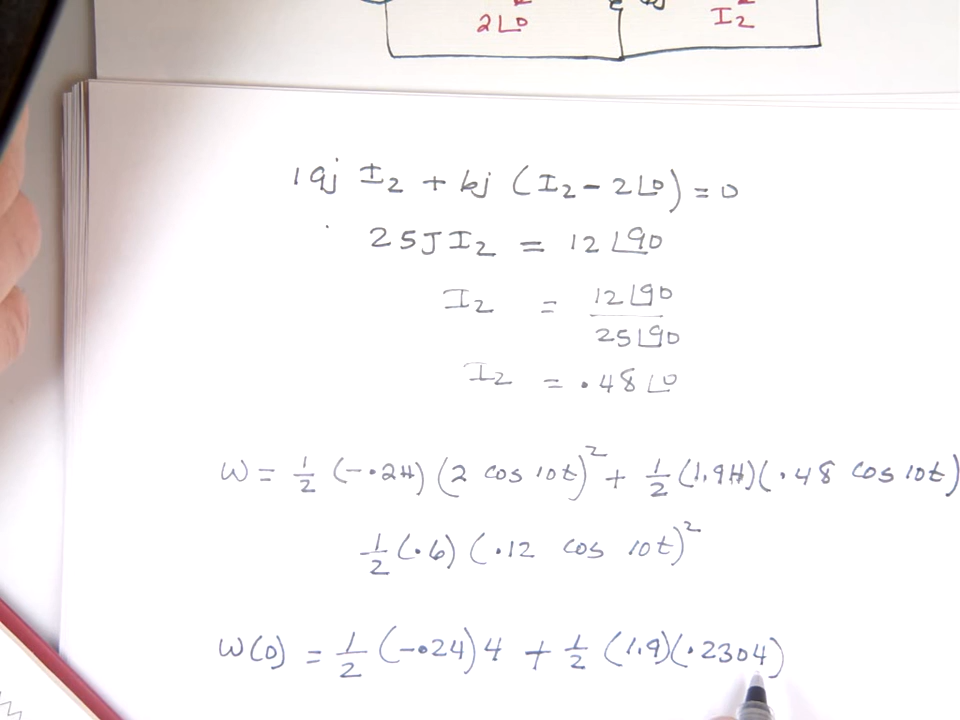 2∠0 I₂
19j I₂ + 6j (I₂ - 2∠0) = 0
25J I₂ = 12∠90
I₂ = 12∠90 / 25∠90
I₂ = .48∠0
W = 1/2 (-.2H) (2 cos 10t)² + 1/2 (1.9H) (.48 cos 10t)
1/2 (.6) (.12 cos 10t)²
W(0) = 1/2 (-.024) 4 + 1/2 (1.9) (.2304)